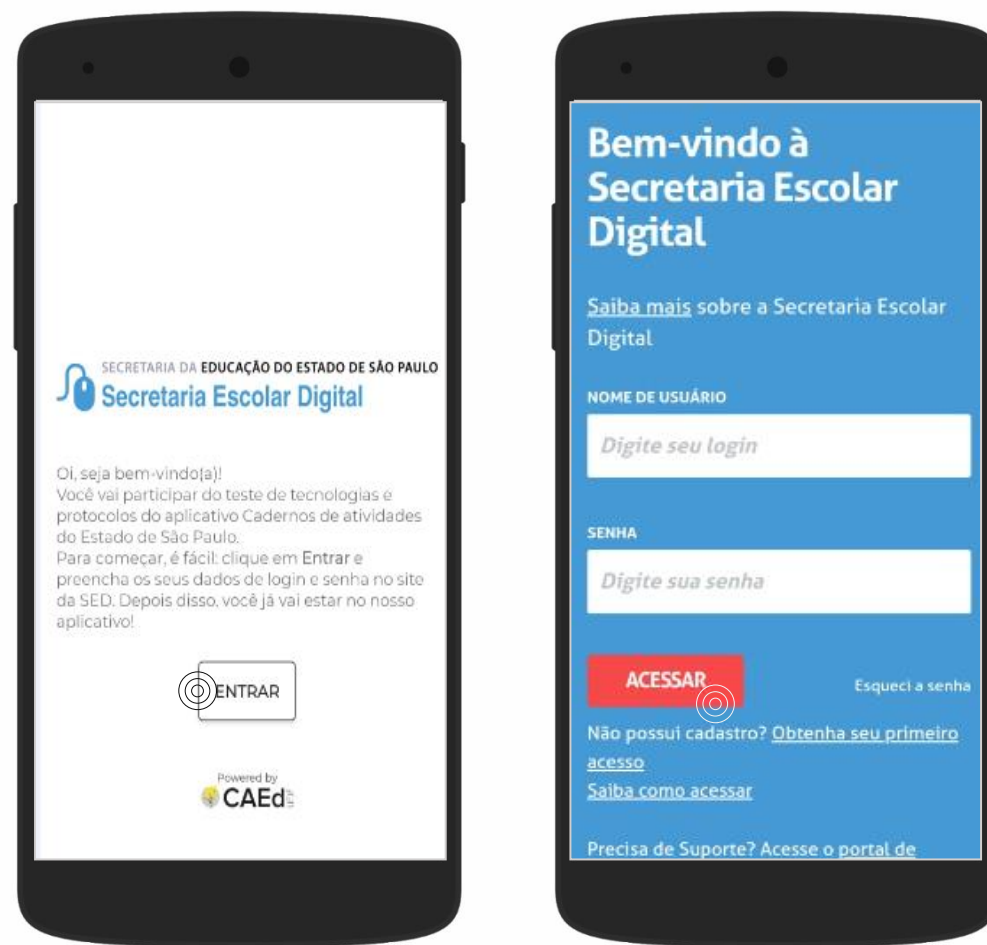 SECRETARIA DA EDUCAÇÃO DO ESTADO DE SÃO PAULO
Secretaria Escolar Digital
Oi, seja bem-vindo(a)!
Você vai participar do teste de tecnologias e
protocolos do aplicativo Cadernos de atividades
do Estado de São Paulo.
Para começar, é fácil: clique em Entrar e
preencha os seus dados de login e senha no site
da SED. Depois disso, você já vai estar no nosso
aplicativo!
ENTRAR
Powered by
CAEd
Bem-vindo à
Secretaria Escolar
Digital
Saiba mais sobre a Secretaria Escolar
Digital
NOME DE USUÁRIO
Digite seu login
SENHA
Digite sua senha
ACESSAR
Esqueci a senha
Não possui cadastro? Obtenha seu primeiro
acesso
Saiba como acessar
Precisa de Suporte? Acesse o portal de